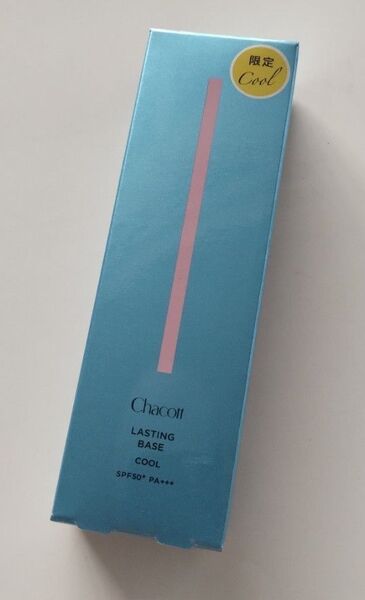 限定
Cool
Chacott
LASTING
BASE
COOL
SPF50+ PA+++